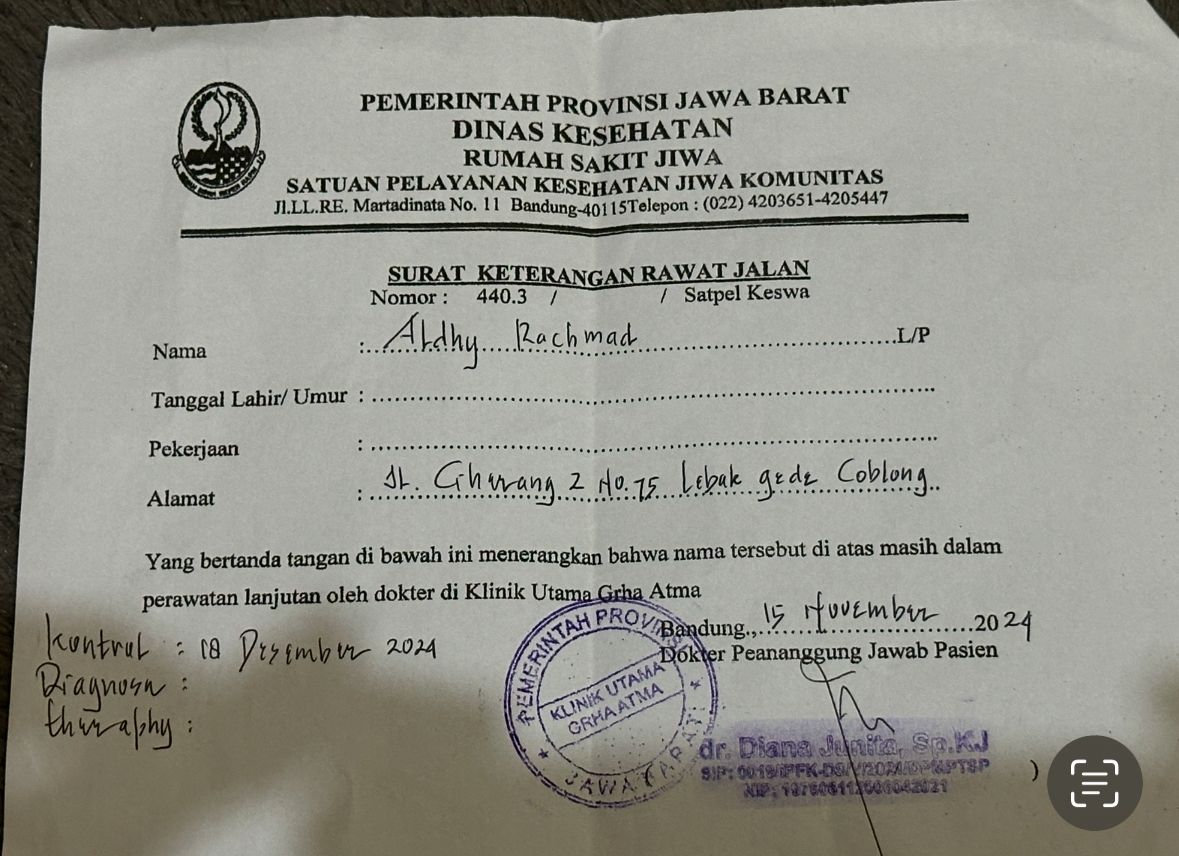 PEMERINTAH PROVINSI JAWA BARAT
DINAS KESEHATAN
RUMAH SAKIT JIWA
SATUAN PELAYANAN KESEHATAN JIWA KOMUNITAS
Jl.LL.RE. Martadinata No. 11 Bandung-40115Telepon : (022) 4203651-4205447
SURAT KETERANGAN RAWAT JALAN
Nomor : 440.3 / / Satpel Keswa
Nama : Aldhy Rachmad L/P
Tanggal Lahir/ Umur :
Pekerjaan :
Alamat : Jl. 2 No. 75 Lebak gede Coblong
Yang bertanda tangan di bawah ini menerangkan bahwa nama tersebut di atas masih dalam
perawatan lanjutan oleh dokter di Klinik Utama Grha Atma
Bandung., 15 November 2024
Dokter Peananggung Jawab Pasien
Kontrol : 18 Desember 2024
Diagnosa :
theraphy :
PEMERINTAH PROVINSI
KLINIK UTAMA
GRHA ATMA
JAWA BARAT
dr. Diana Junita, Sp.KJ
)